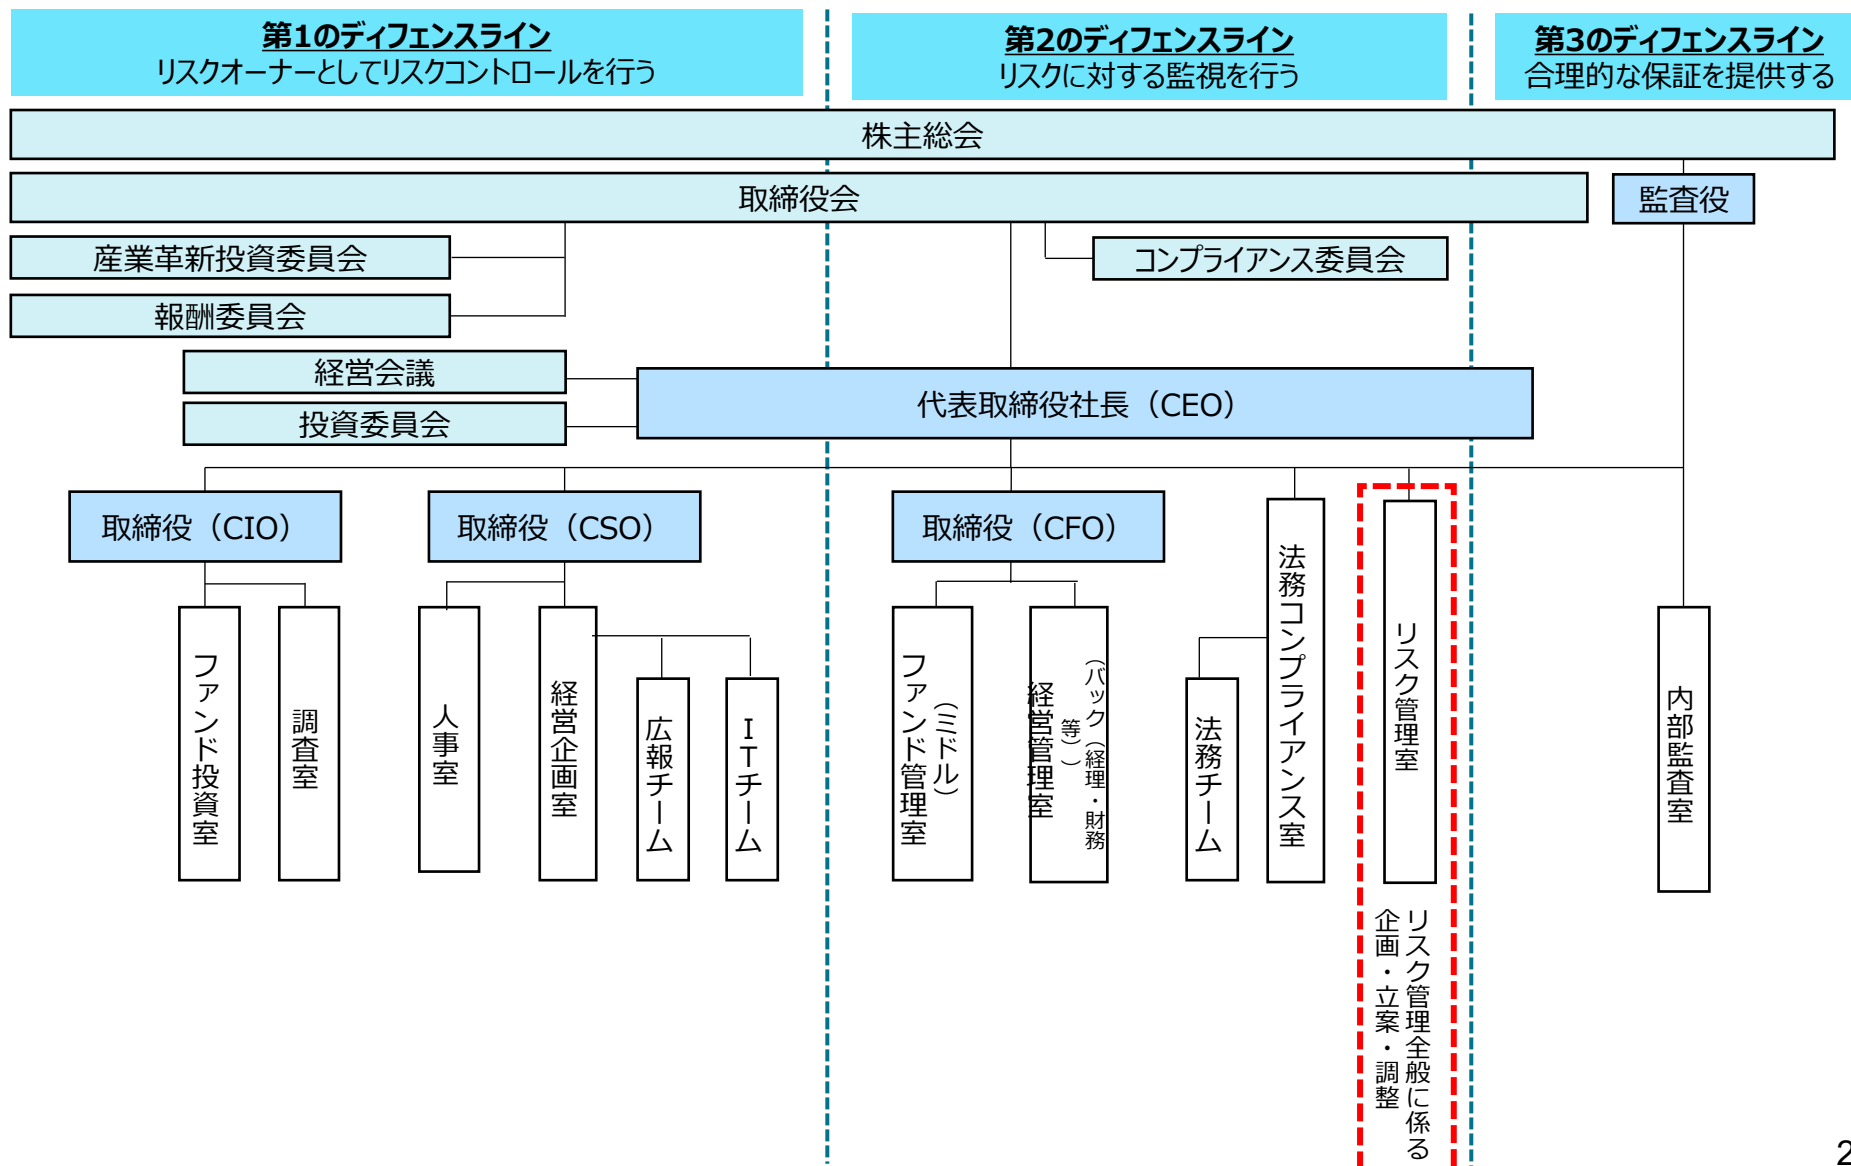 第1のディフェンスライン
リスクオーナーとしてリスクコントロールを行う
第2のディフェンスライン
リスクに対する監視を行う
第3のディフェンスライン
合理的な保証を提供する
株主総会
取締役会
監査役
産業革新投資委員会
コンプライアンス委員会
報酬委員会
経営会議
投資委員会
代表取締役社長（CEO）
取締役（CIO）
取締役（CSO）
取締役（CFO）
ファンド投資室
調査室
人事室
経営企画室
広報チーム
ITチーム
ファンド管理室
（ミドル）
経営管理室
（バック（経理・財務
等））
法務チーム
法務コンプライアンス室
リスク管理室
内部監査室
リスク管理全般に係る
企画・立案・調整
2